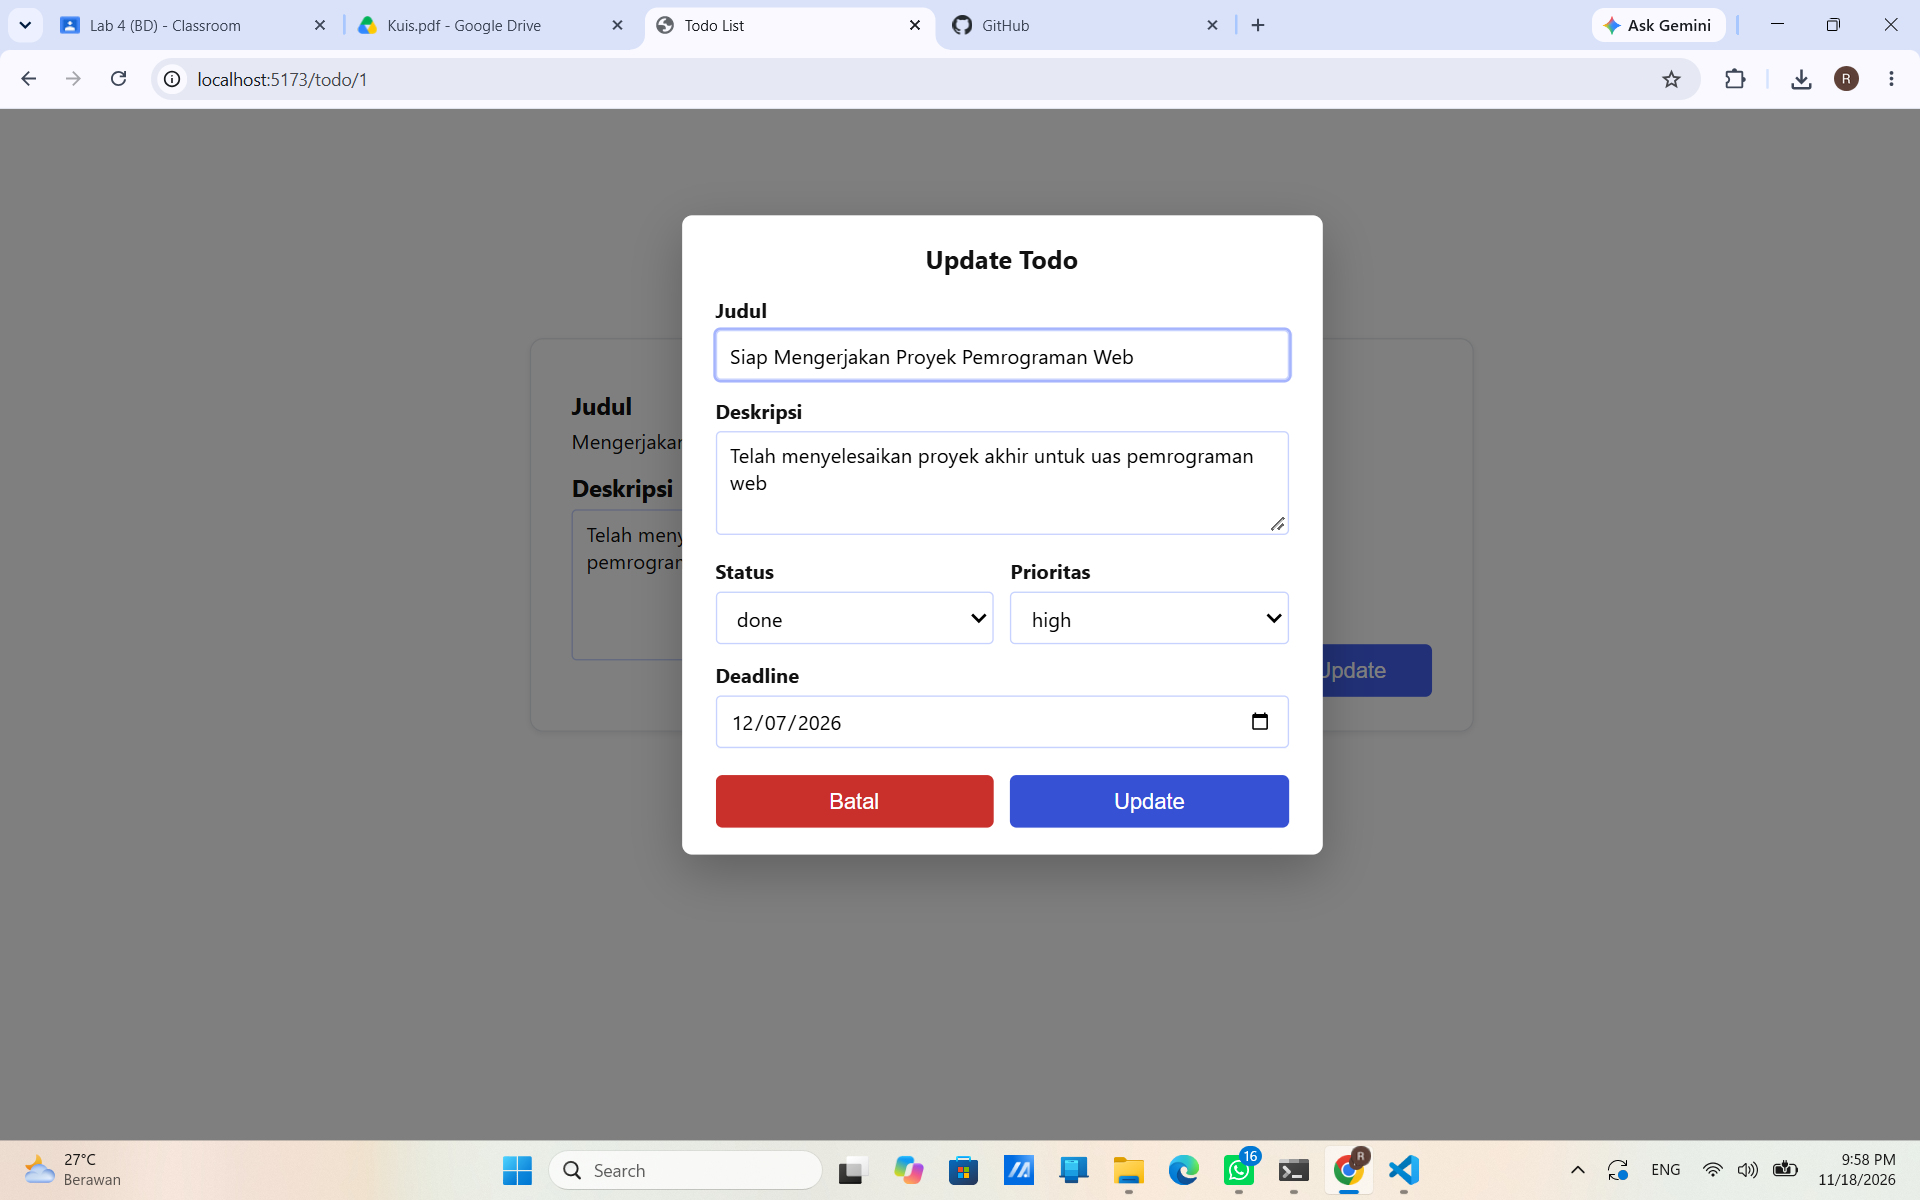 Lab 4 (BD) - Classroom
Kuis.pdf - Google Drive
Todo List
GitHub
Ask Gemini
localhost:5173/todo/1
R
Update Todo
Judul
Siap Mengerjakan Proyek Pemrograman Web
Deskripsi
Telah menyelesaikan proyek akhir untuk uas pemrograman
web
Status
Prioritas
done
high
Deadline
12/07/2026
Batal
Update
Judul
Mengerjakan
Deskripsi
Telah meny
pemrogram
Update
27°C
Berawan
Search
16
R
ENG
9:58 PM
11/18/2026